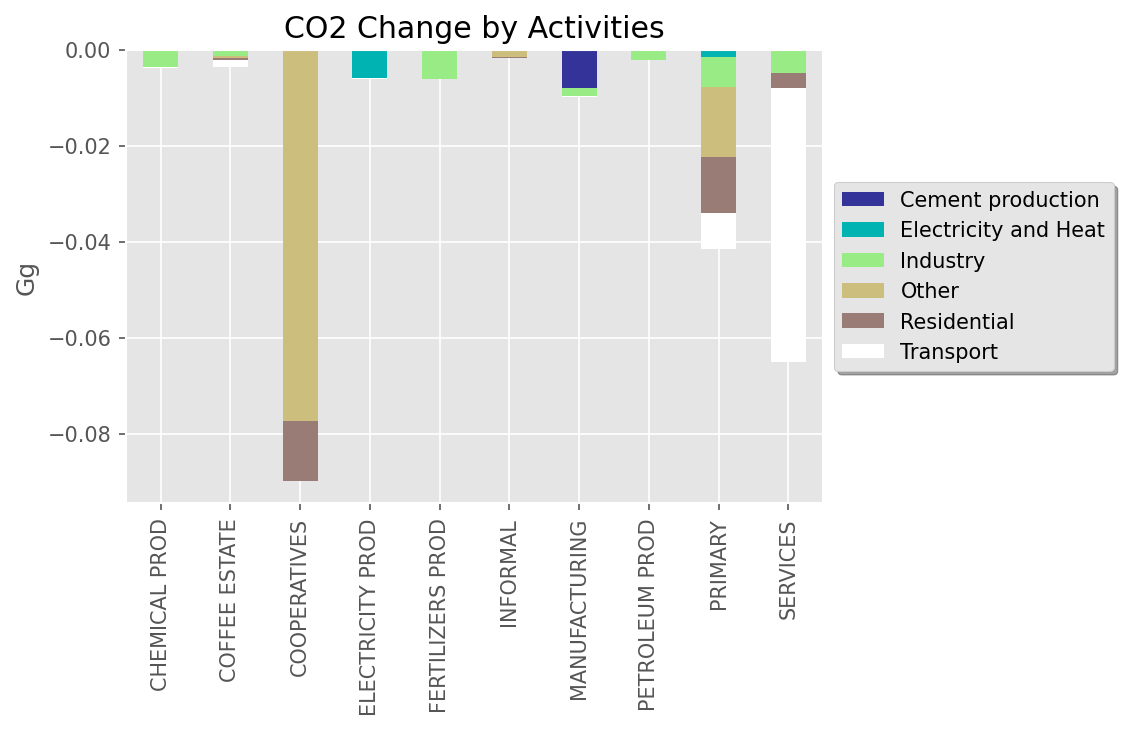 CO2 Change by Activities
Gg
0.00
−0.02
−0.04
−0.06
−0.08
CHEMICAL PROD
COFFEE ESTATE
COOPERATIVES
ELECTRICITY PROD
FERTILIZERS PROD
INFORMAL
MANUFACTURING
PETROLEUM PROD
PRIMARY
SERVICES
Cement production
Electricity and Heat
Industry
Other
Residential
Transport